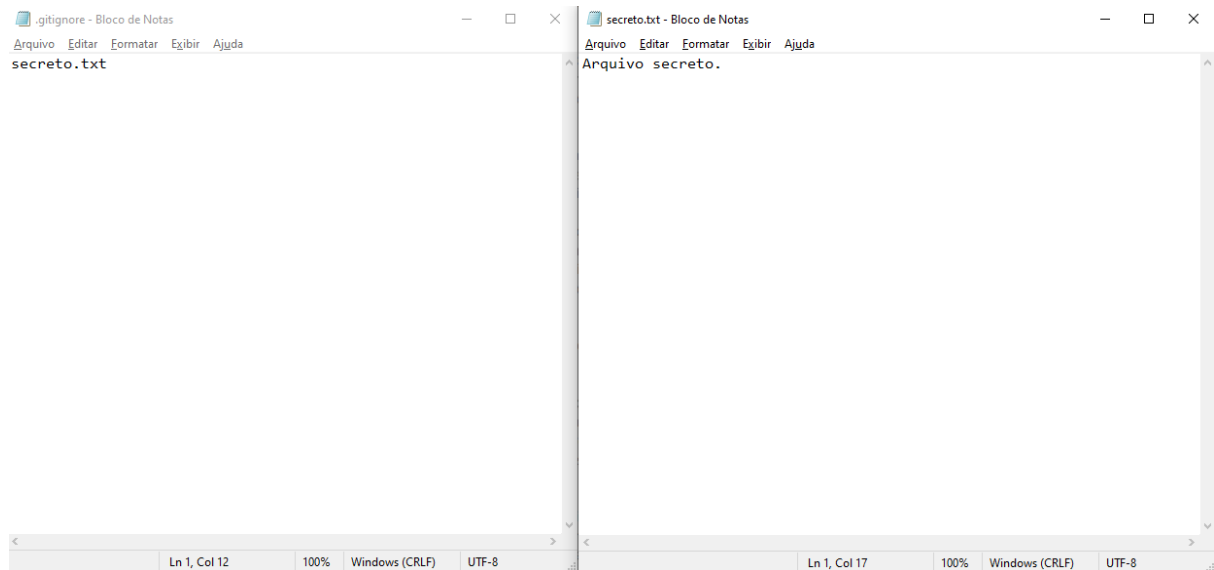 .gitignore - Bloco de Notas
Arquivo Editar Formatar Exibir Ajuda
secreto.txt
Ln 1, Col 12 100% Windows (CRLF) UTF-8
secreto.txt - Bloco de Notas
Arquivo Editar Formatar Exibir Ajuda
Arquivo secreto.
Ln 1, Col 17 100% Windows (CRLF) UTF-8